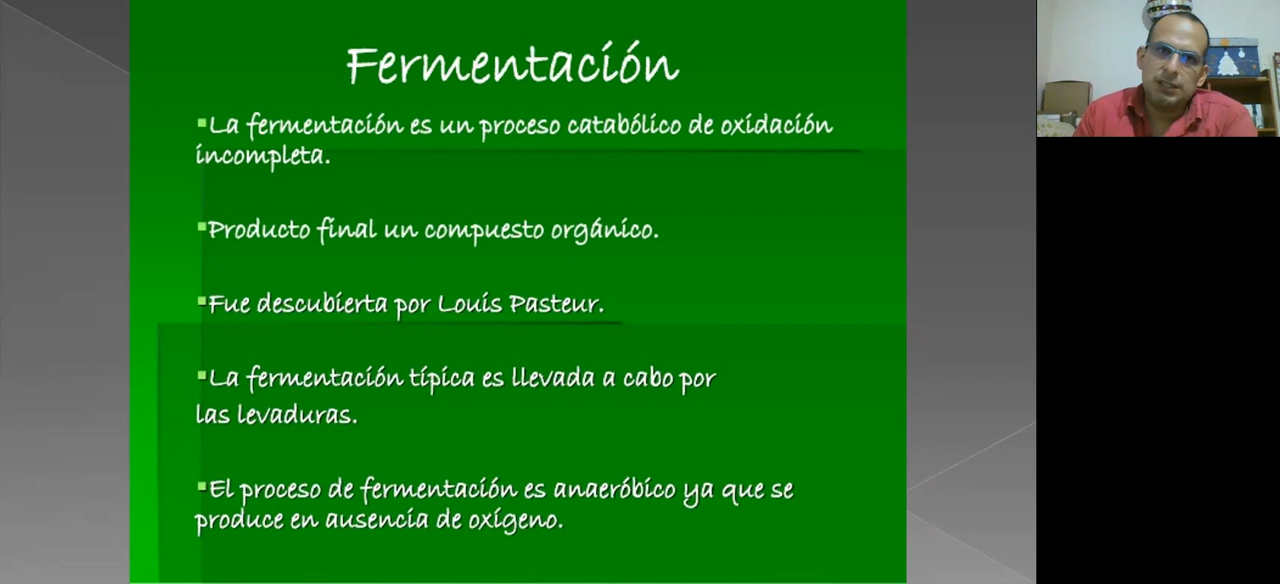 Fermentación
▪La fermentación es un proceso catabólico de oxidación
incompleta.
▪Producto final un compuesto orgánico.
▪Fue descubierta por Louis Pasteur.
▪La fermentación típica es llevada a cabo por
las levaduras.
▪El proceso de fermentación es anaeróbico ya que se
produce en ausencia de oxígeno.